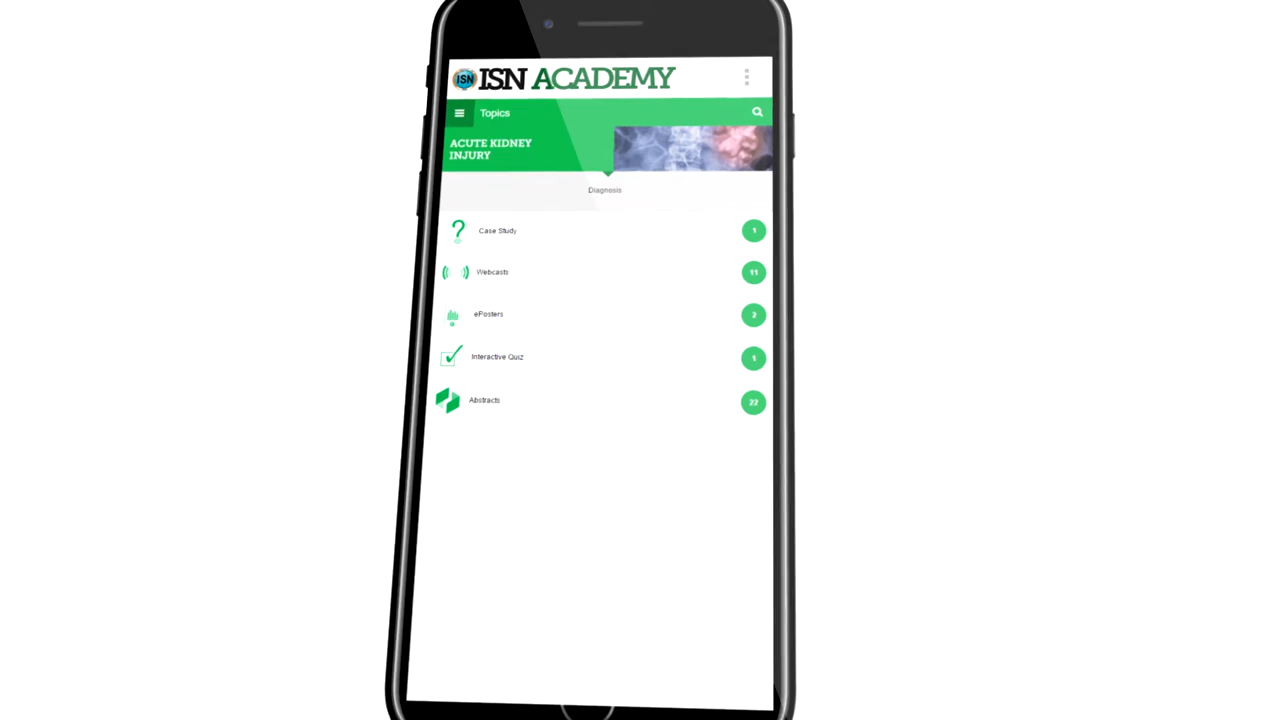 ISN ISN ACADEMY
Topics
ACUTE KIDNEY
INJURY
Diagnosis
Case Study 1
Webcasts 11
ePosters 2
Interactive Quiz 1
Abstracts 22